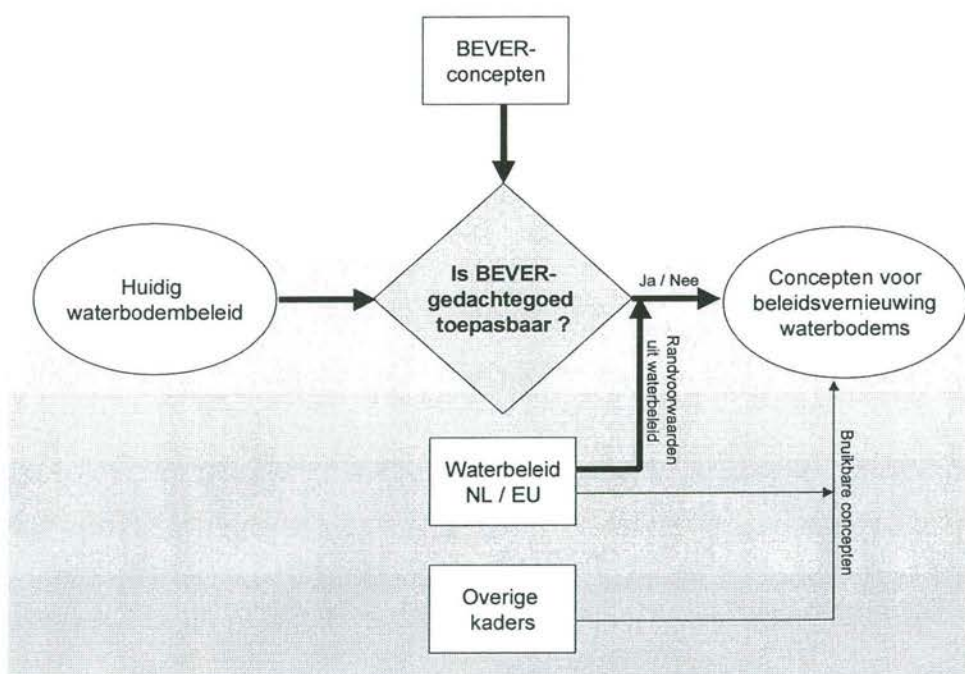 BEVER-
concepten
Huidig
waterbodembeleid
Is BEVER-
gedachtegoed
toepasbaar ?
Ja / Nee
Concepten voor
beleidsvernieuwing
waterbodems
Randvoorwaarden
uit waterbeleid
Waterbeleid
NL / EU
Bruikbare concepten
Overige
kaders